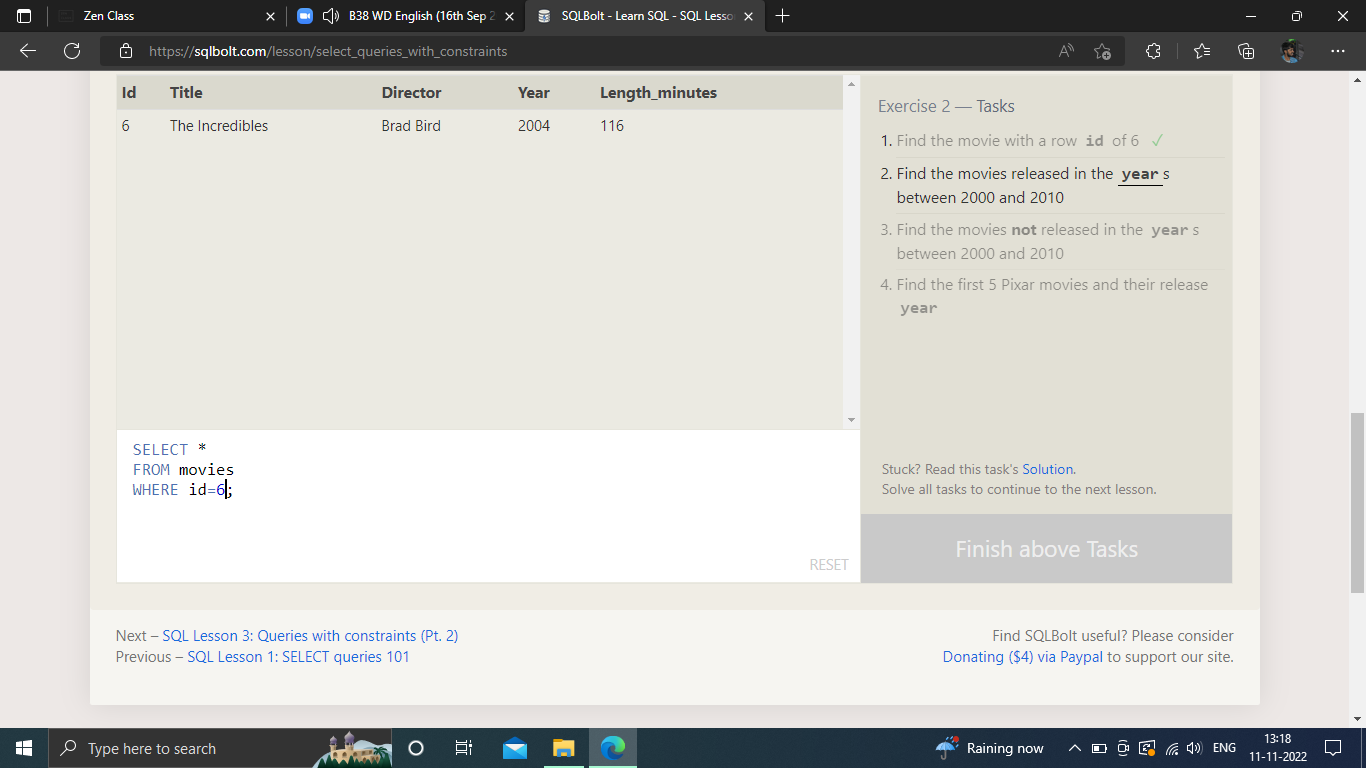 Zen Class
B38 WD English (16th Sep 2
SQLBolt - Learn SQL - SQL Lesso
https://sqlbolt.com/lesson/select_queries_with_constraints
Id Title Director Year Length_minutes
6 The Incredibles Brad Bird 2004 116
Exercise 2 — Tasks
1. Find the movie with a row id of 6 ✓
2. Find the movies released in the year s
between 2000 and 2010
3. Find the movies not released in the year s
between 2000 and 2010
4. Find the first 5 Pixar movies and their release
year
SELECT *
FROM movies
WHERE id=6;
RESET
Stuck? Read this task's Solution.
Solve all tasks to continue to the next lesson.
Finish above Tasks
Next – SQL Lesson 3: Queries with constraints (Pt. 2)
Previous – SQL Lesson 1: SELECT queries 101
Find SQLBolt useful? Please consider
Donating ($4) via Paypal to support our site.
Type here to search
Raining now
ENG
13:18
11-11-2022